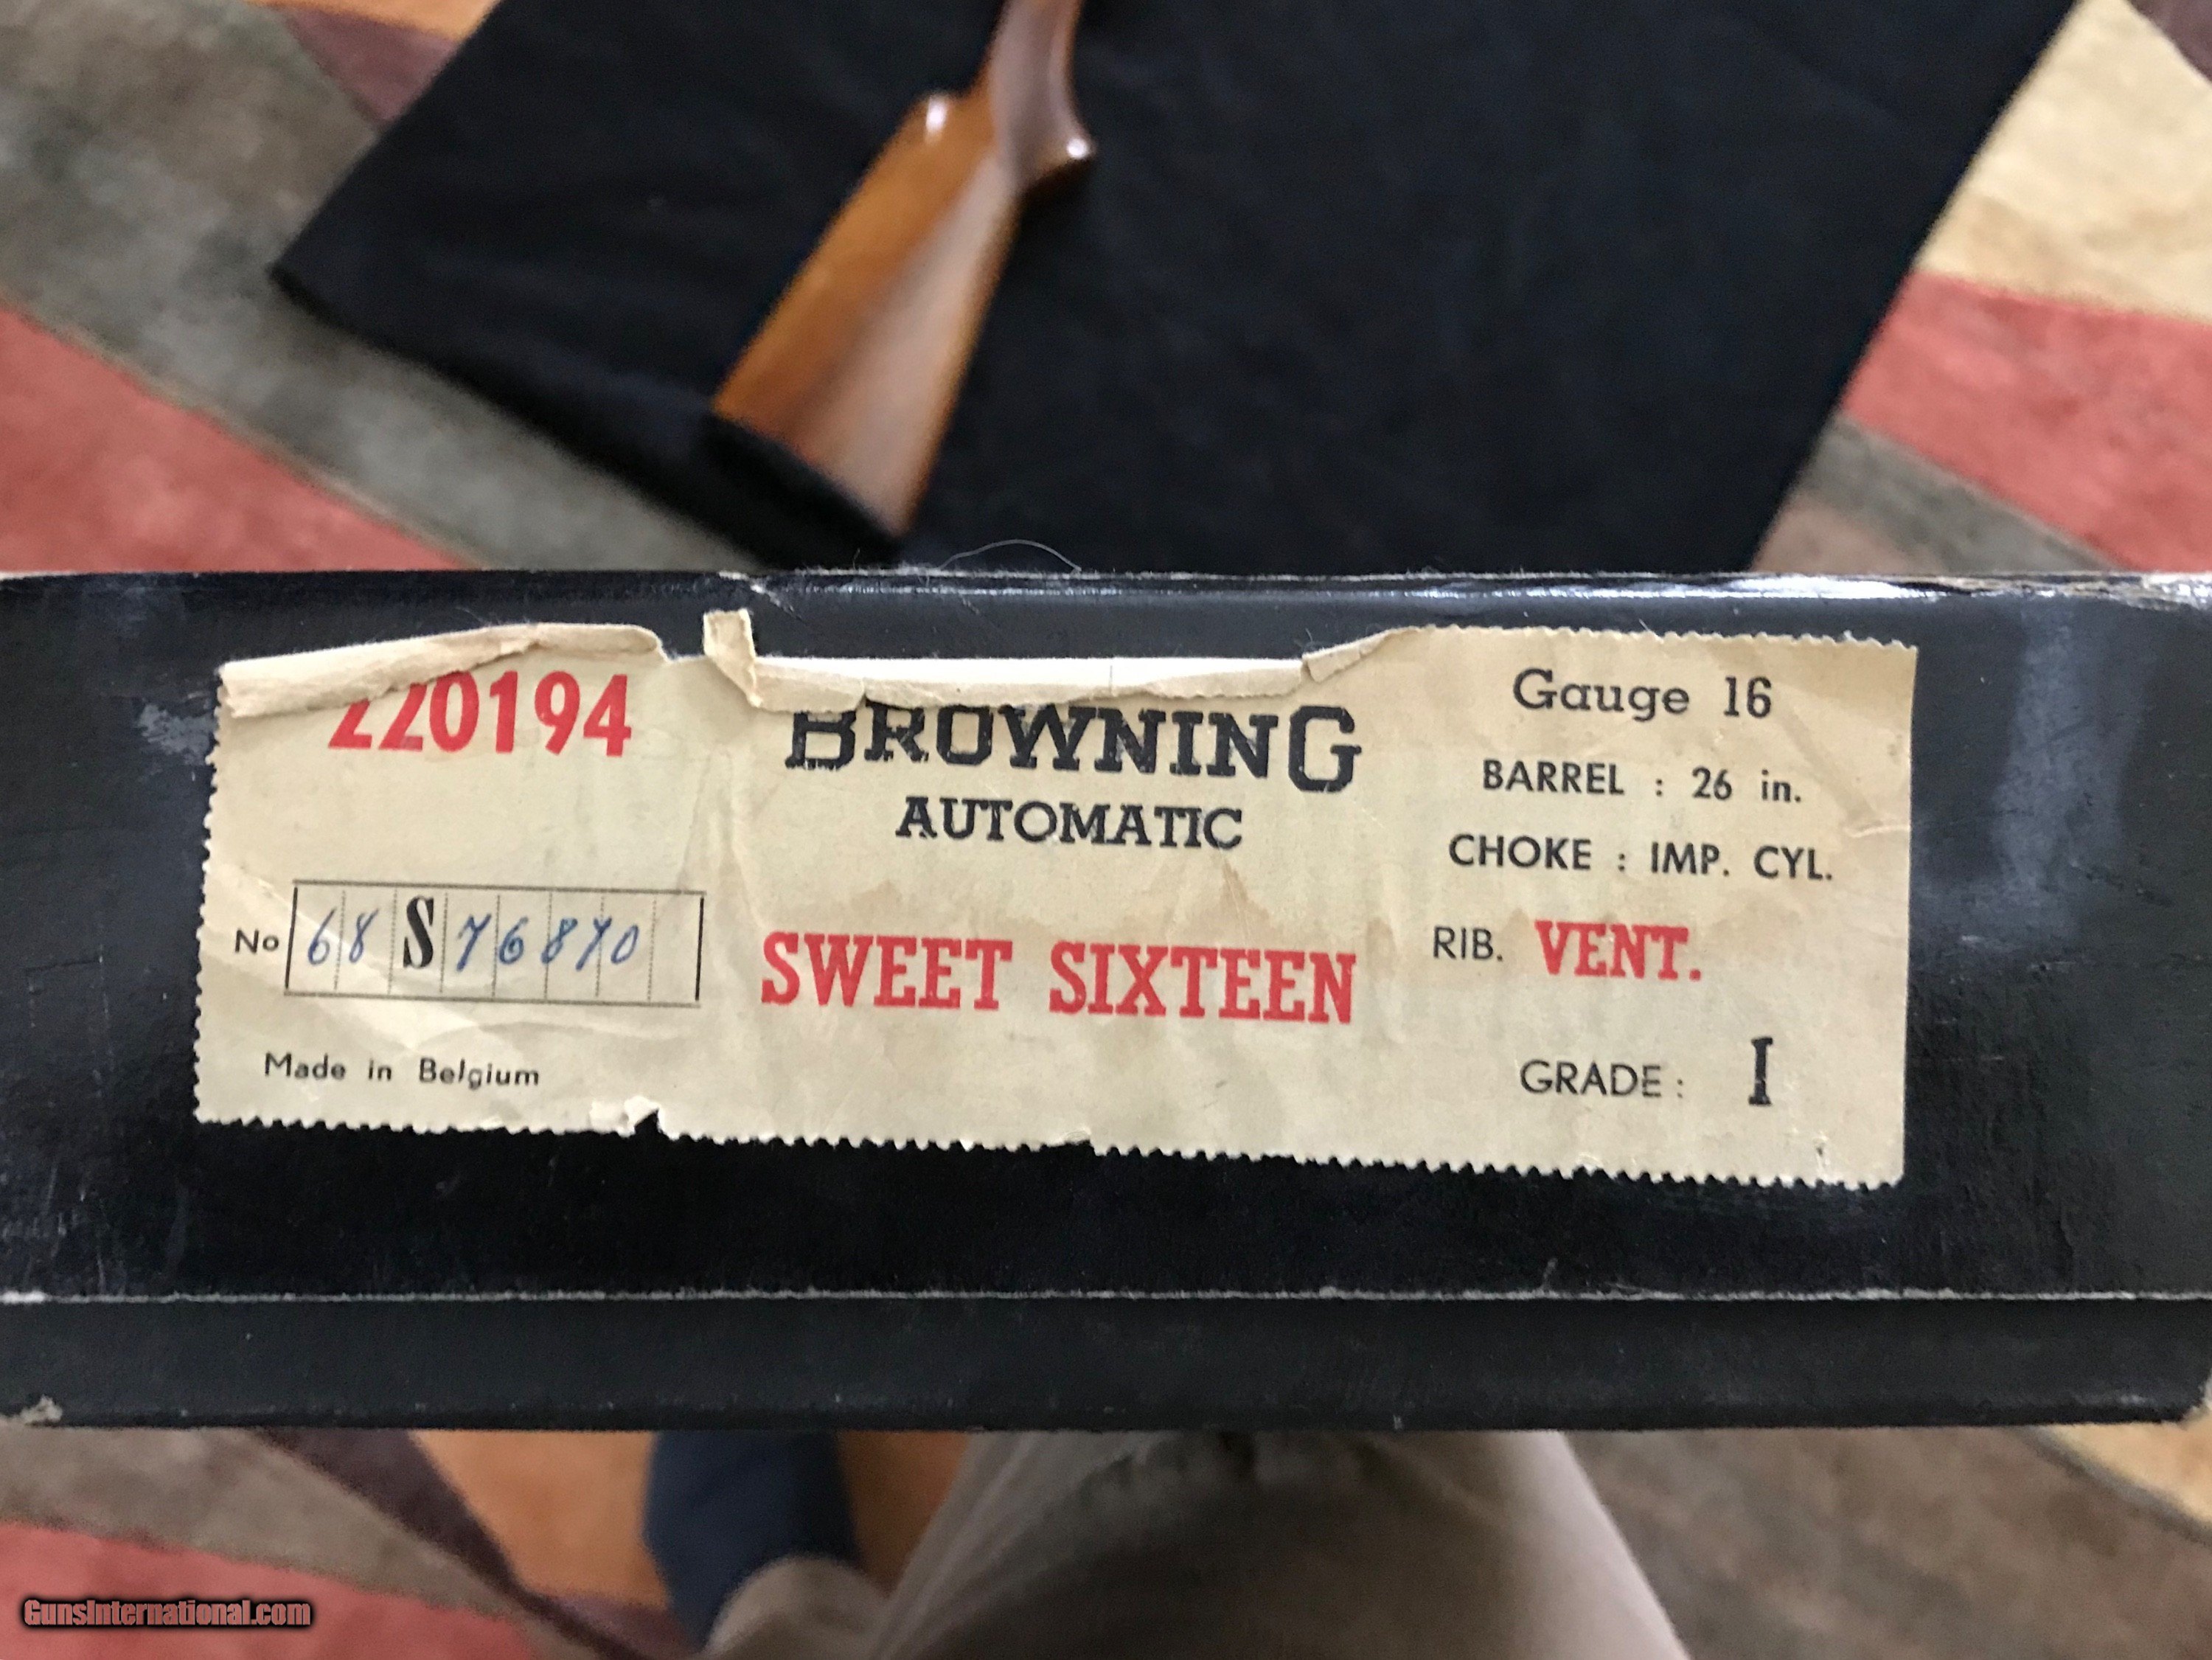 220194
BROWNING
AUTOMATIC
SWEET SIXTEEN
No 68 S 76870
Made in Belgium
Gauge 16
BARREL : 26 in.
CHOKE : IMP. CYL.
RIB. VENT.
GRADE : I
GunsInternational.com